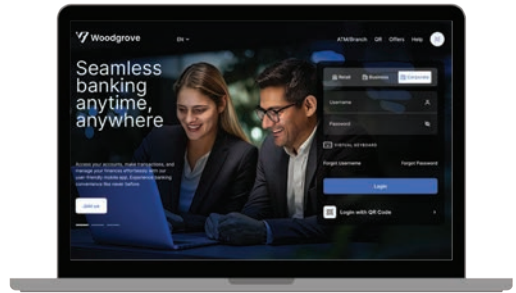 Woodgrove
EN
ATM/Branch QR Offers Help
Seamless
banking
anytime,
anywhere
Access your accounts, make transactions, and
manage your finances effortlessly with our
user-friendly mobile app. Experience banking
convenience like never before.
Join us
Retail Business Corporate
Username
Password
VIRTUAL KEYBOARD
Forgot Username Forgot Password
Login
Login with QR Code